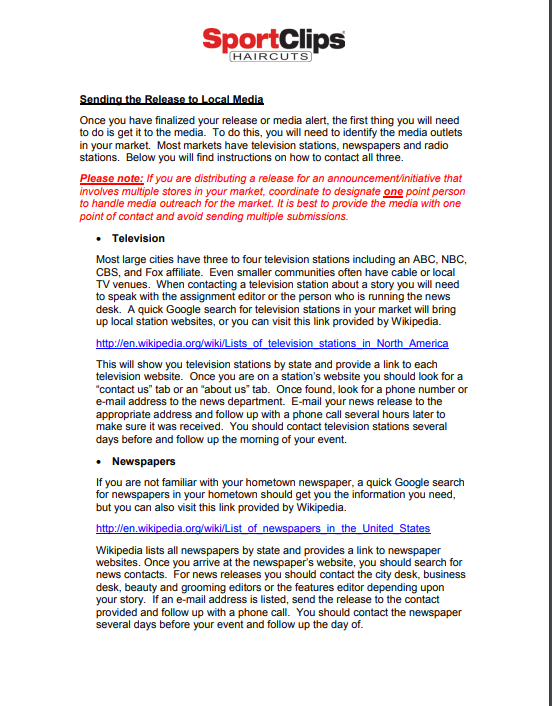 SportClips
HAIRCUTS
Sending the Release to Local Media
Once you have finalized your release or media alert, the first thing you will need
to do is get it to the media.  To do this, you will need to identify the media outlets
in your market.  Most markets have television stations, newspapers and radio
stations.  Below you will find instructions on how to contact all three.
Please note: If you are distributing a release for an announcement/initiative that
involves multiple stores in your market, coordinate to designate one point person
to handle media outreach for the market. It is best to provide the media with one
point of contact and avoid sending multiple submissions.
• Television
Most large cities have three to four television stations including an ABC, NBC,
CBS, and Fox affiliate.  Even smaller communities often have cable or local
TV venues.  When contacting a television station about a story you will need
to speak with the assignment editor or the person who is running the news
desk.  A quick Google search for television stations in your market will bring
up local station websites, or you can visit this link provided by Wikipedia.
http://en.wikipedia.org/wiki/Lists_of_television_stations_in_North_America
This will show you television stations by state and provide a link to each
television website.  Once you are on a station's website you should look for a
“contact us” tab or an “about us” tab.  Once found, look for a phone number or
e-mail address to the news department.  E-mail your news release to the
appropriate address and follow up with a phone call several hours later to
make sure it was received.  You should contact television stations several
days before and follow up the morning of your event.
• Newspapers
If you are not familiar with your hometown newspaper, a quick Google search
for newspapers in your hometown should get you the information you need,
but you can also visit this link provided by Wikipedia.
http://en.wikipedia.org/wiki/List_of_newspapers_in_the_United_States
Wikipedia lists all newspapers by state and provides a link to newspaper
websites. Once you arrive at the newspaper's website, you should search for
news contacts.  For news releases you should contact the city desk, business
desk, beauty and grooming editors or the features editor depending upon
your story.  If an e-mail address is listed, send the release to the contact
provided and follow up with a phone call.  You should contact the newspaper
several days before your event and follow up the day of.